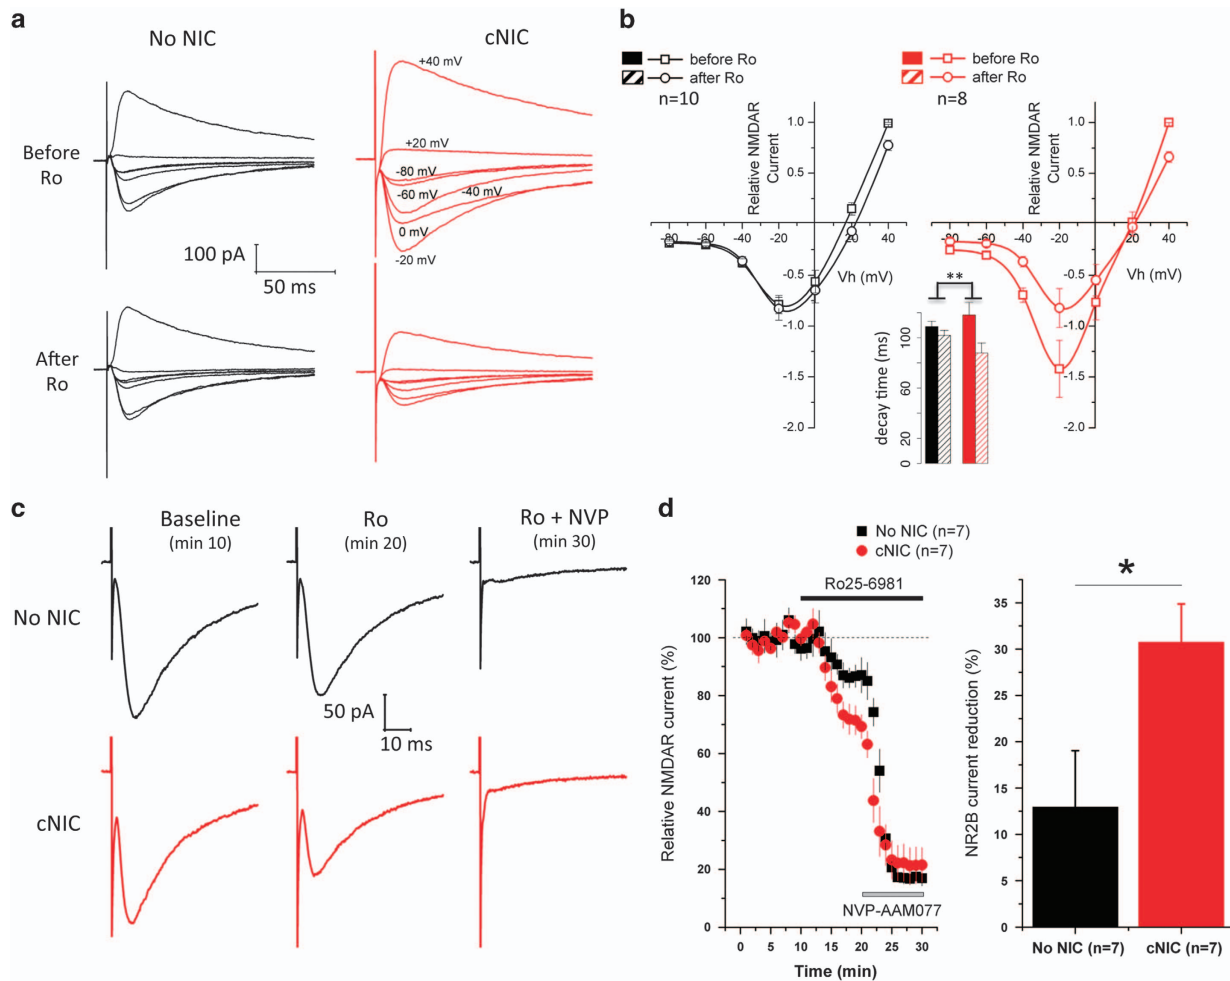 a
No NIC
cNIC
Before
Ro
+40 mV
+20 mV
-80 mV
-60 mV
-40 mV
0 mV
-20 mV
100 pA
50 ms
After
Ro
b
before Ro
after Ro
n=10
before Ro
after Ro
n=8
Relative NMDAR
Current
1.0
0.5
-80 -60 -40 -20 0 20 40
-0.5
-1.0
-1.5
-2.0
Vh (mV)
Relative NMDAR
Current
1.0
0.5
-80 -60 -40 -20 0 20 40
-0.5
-1.0
-1.5
-2.0
Vh (mV)
**
decay time (ms)
100
60
20
0
c
Baseline
(min 10)
Ro
(min 20)
Ro + NVP
(min 30)
No NIC
50 pA
10 ms
cNIC
d
No NIC (n=7)
cNIC (n=7)
Ro25-6981
Relative NMDAR current (%)
120
100
80
60
40
20
0
NVP-AAM077
0 5 10 15 20 25 30
Time (min)
*
NR2B current reduction (%)
35
30
25
20
15
10
5
0
No NIC (n=7) cNIC (n=7)